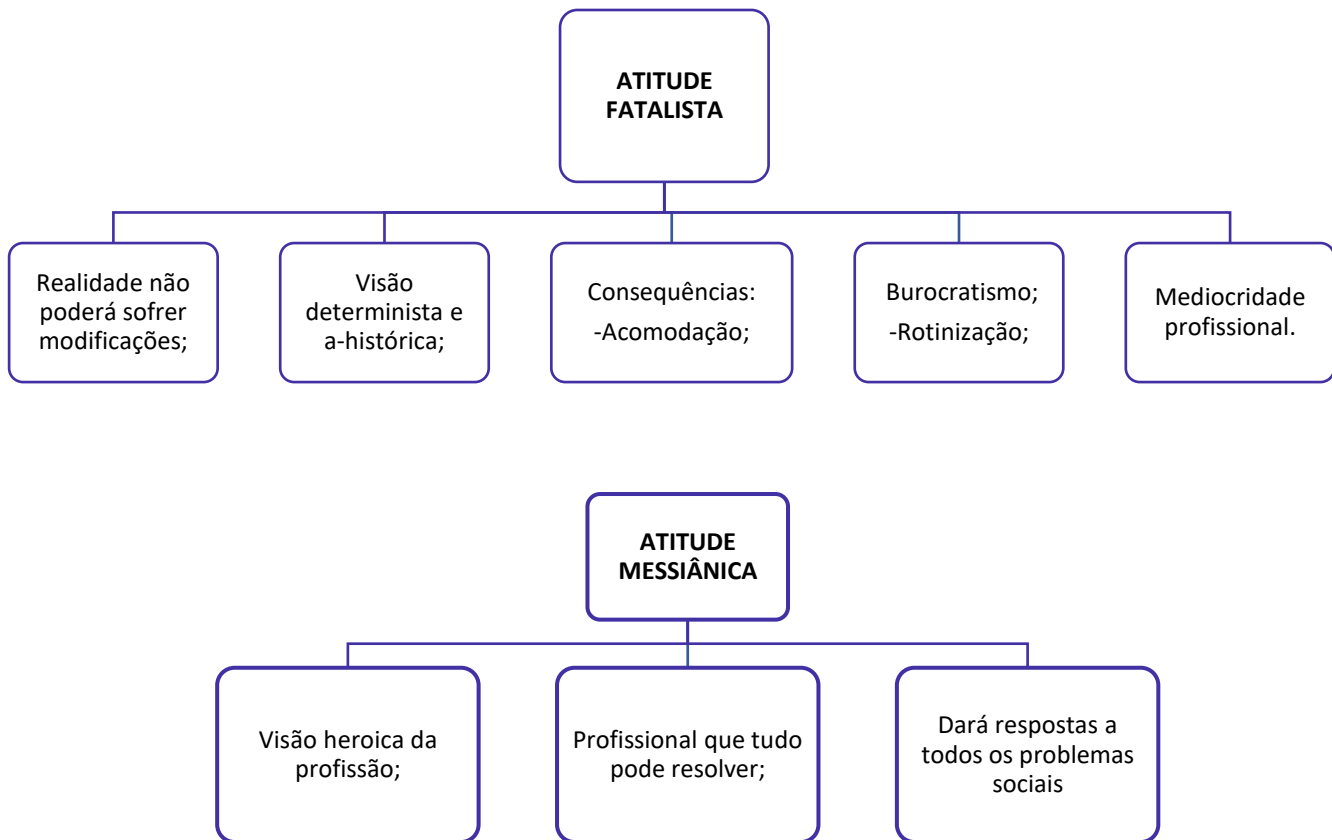 ATITUDE
FATALISTA
Realidade não
poderá sofrer
modificações;
Visão
determinista e
a-histórica;
Consequências:
-Acomodação;
Burocratismo;
-Rotinização;
Mediocridade
profissional.
ATITUDE
MESSIÂNICA
Visão heroica da
profissão;
Profissional que tudo
pode resolver;
Dará respostas a
todos os problemas
sociais